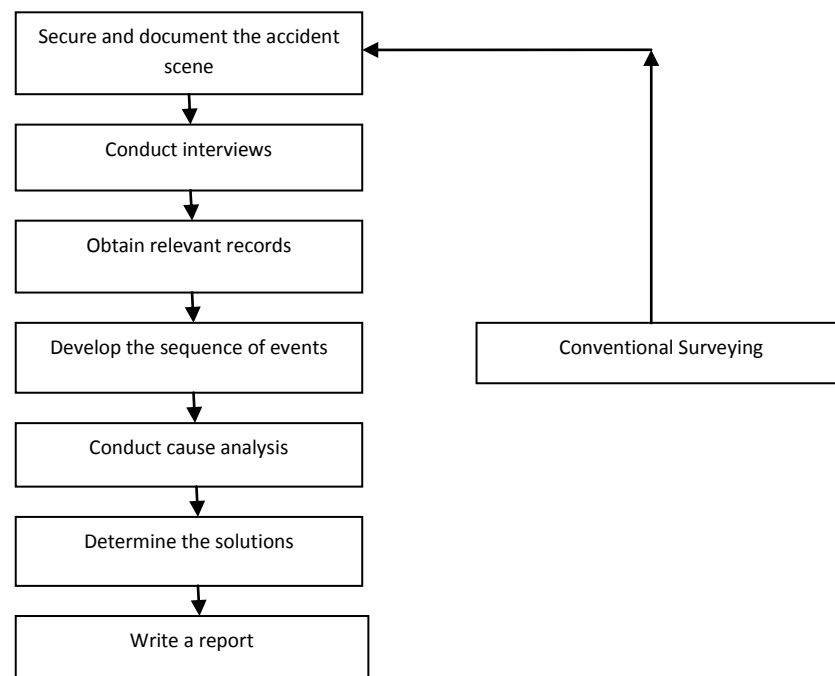 Secure and document the accident
scene
Conduct interviews
Obtain relevant records
Develop the sequence of events
Conventional Surveying
Conduct cause analysis
Determine the solutions
Write a report